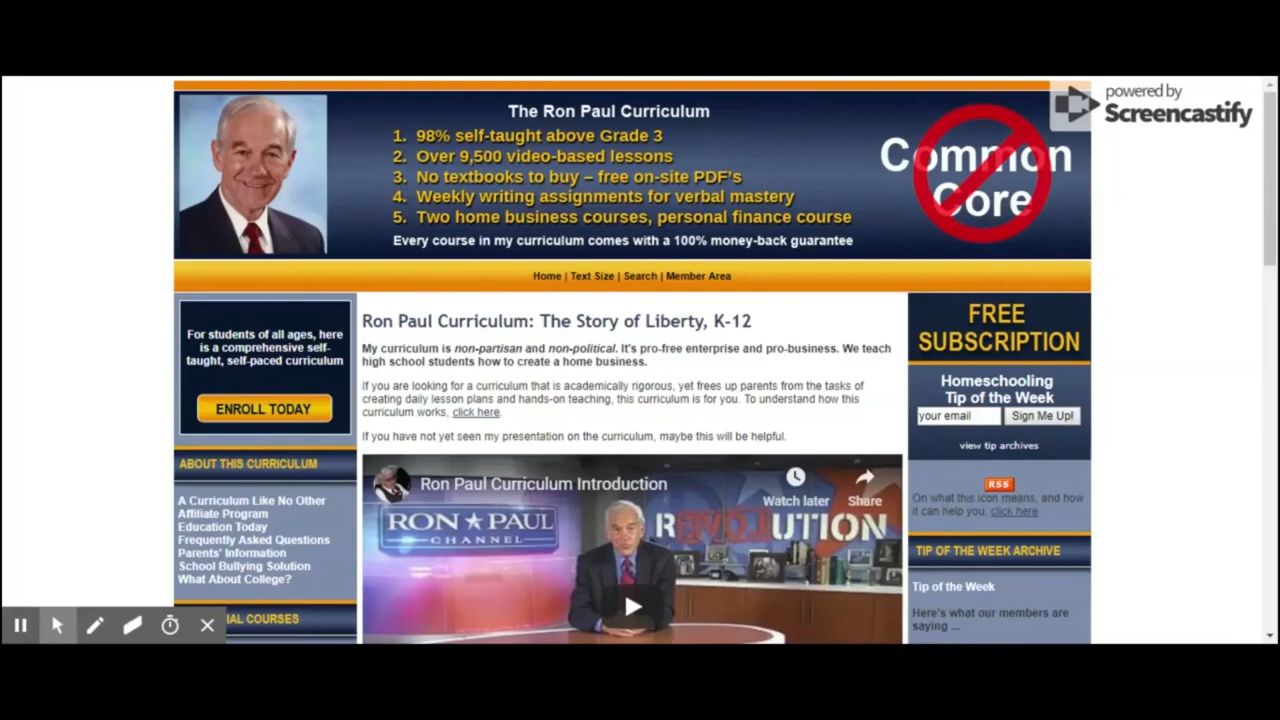 powered by
Screencastify
The Ron Paul Curriculum
1. 98% self-taught above Grade 3
2. Over 9,500 video-based lessons
3. No textbooks to buy – free on-site PDF's
4. Weekly writing assignments for verbal mastery
5. Two home business courses, personal finance course
Every course in my curriculum comes with a 100% money-back guarantee
Common
Core
Home | Text Size | Search | Member Area
For students of all ages, here
is a comprehensive self-
taught, self-paced curriculum
ENROLL TODAY
ABOUT THIS CURRICULUM
A Curriculum Like No Other
Affiliate Program
Education Today
Frequently Asked Questions
Parents' Information
School Bullying Solution
What About College?
IAL COURSES
Ron Paul Curriculum: The Story of Liberty, K-12
My curriculum is non-partisan and non-political. It's pro-free enterprise and pro-business. We teach
high school students how to create a home business.
If you are looking for a curriculum that is academically rigorous, yet frees up parents from the tasks of
creating daily lesson plans and hands-on teaching, this curriculum is for you. To understand how this
curriculum works, click here.
If you have not yet seen my presentation on the curriculum, maybe this will be helpful.
Ron Paul Curriculum Introduction
Watch later
Share
RON PAUL
CHANNEL
REVOLUTION
FREE
SUBSCRIPTION
Homeschooling
Tip of the Week
your email
Sign Me Up!
view tip archives
RSS
On what this icon means, and how
it can help you, click here
TIP OF THE WEEK ARCHIVE
Tip of the Week
Here's what our members are
saying ...